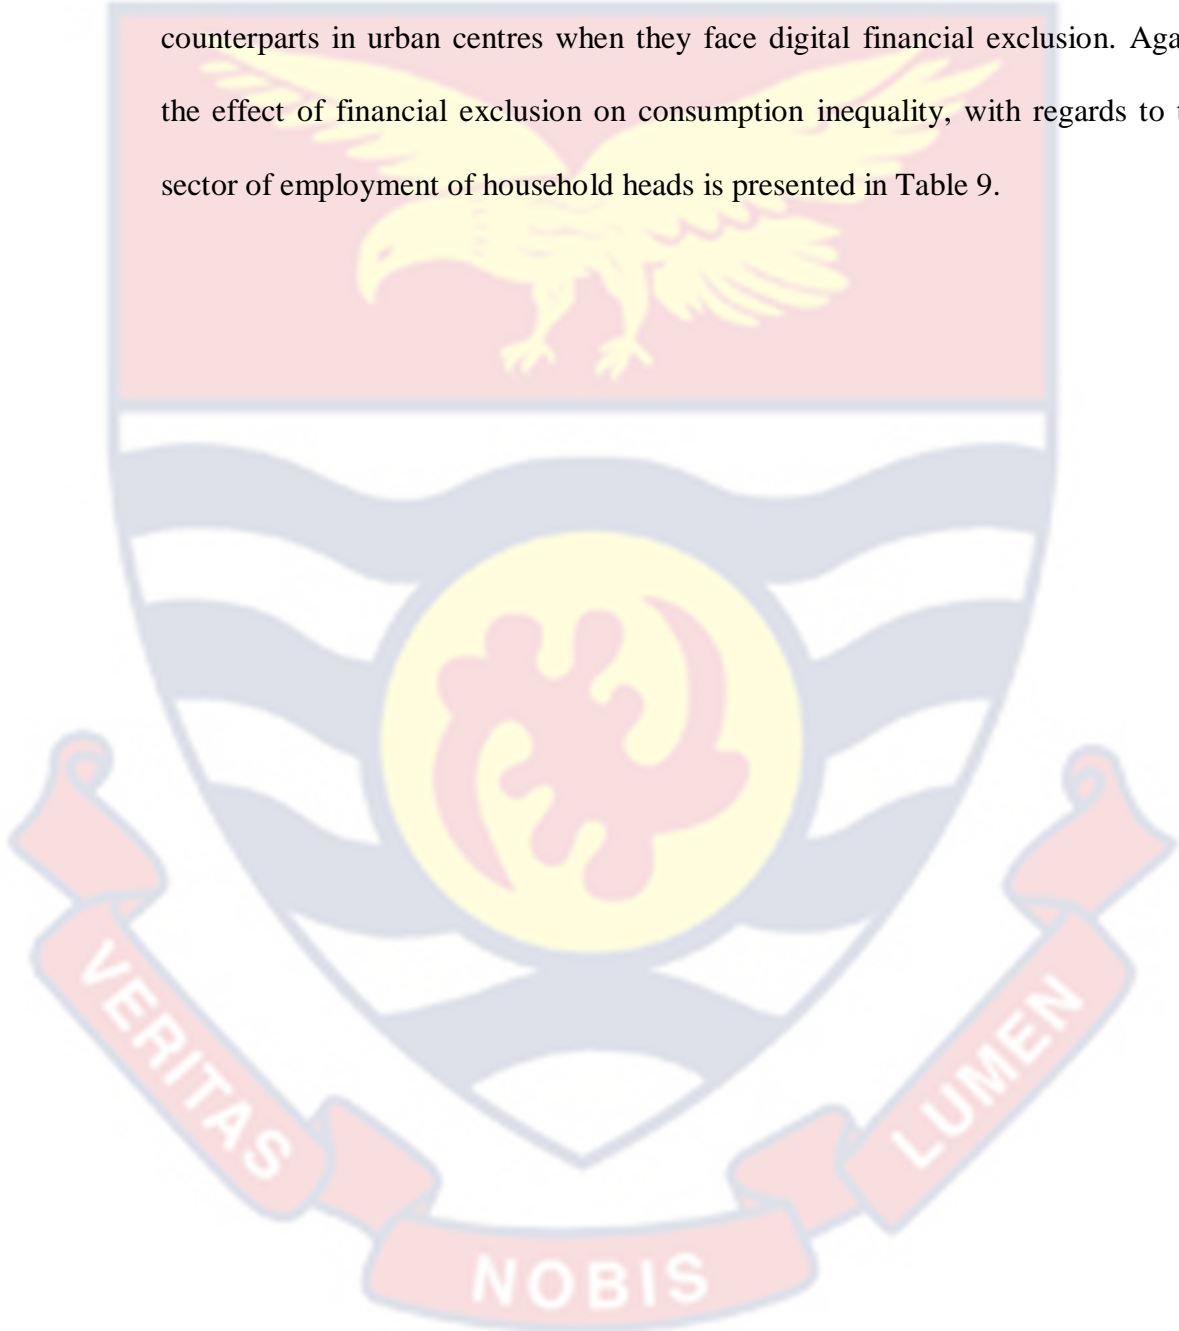 counterparts in urban centres when they face digital financial exclusion. Aga
the effect of financial exclusion on consumption inequality, with regards to t
sector of employment of household heads is presented in Table 9.
VERITAS
NOBIS
LUMEN